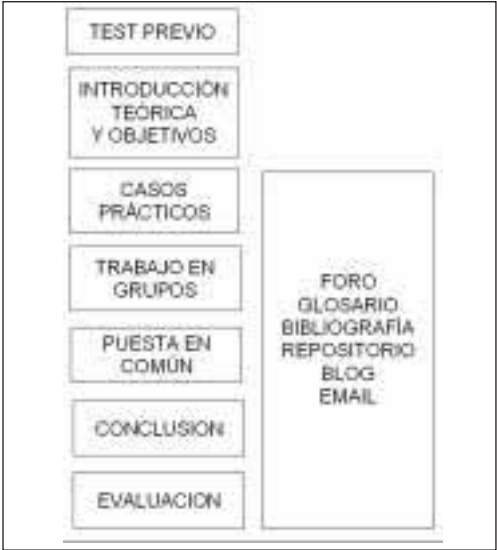 TEST PREVIO
INTRODUCCIÓN
TEÓRICA
Y OBJETIVOS
CASOS
PRÁCTICOS
TRABAJO EN
GRUPOS
PUESTA EN
COMÚN
CONCLUSION
EVALUACION
FORO
GLOSARIO
BIBLIOGRAFÍA
REPOSITORIO
BLOG
EMAIL